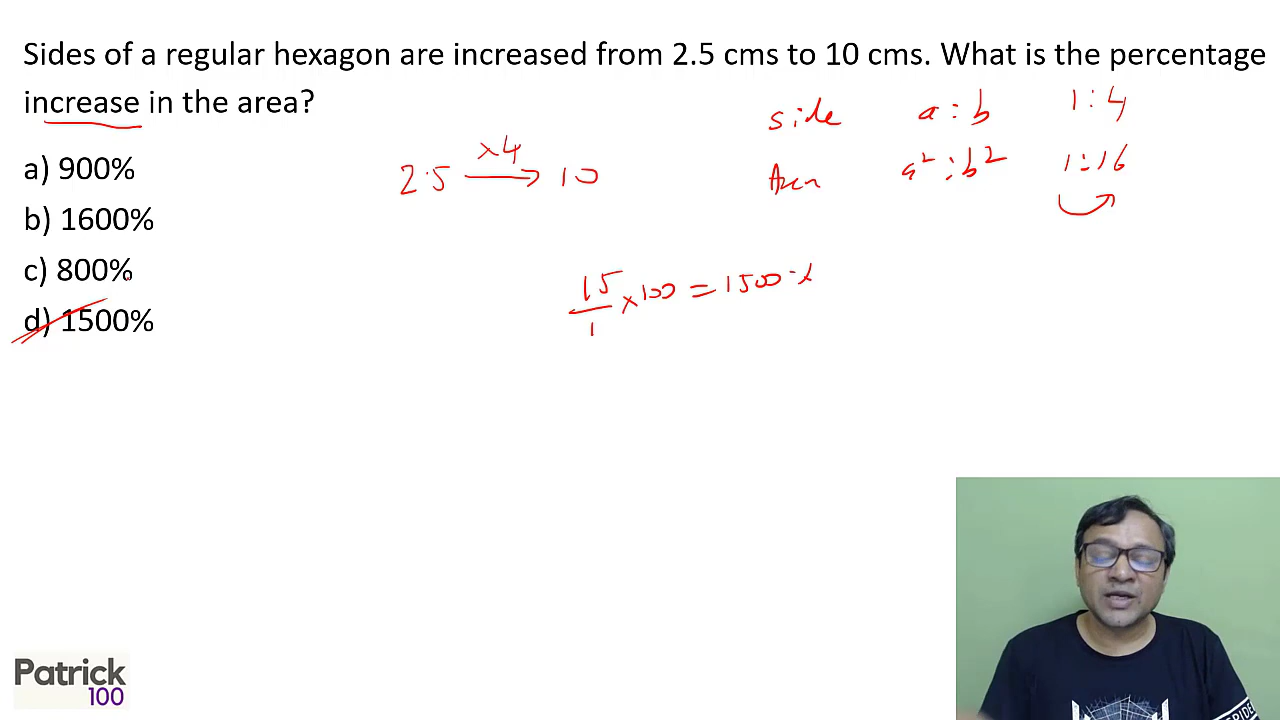 Sides of a regular hexagon are increased from 2.5 cms to 10 cms. What is the percentage
increase in the area?
side a : b 1 : 4
a) 900%
2.5 ×4 → 10
Area a² : b² 1 : 16
b) 1600%
c) 800%
15/1 × 100 = 1500 %
d) 1500%
Patrick
100
RIDE